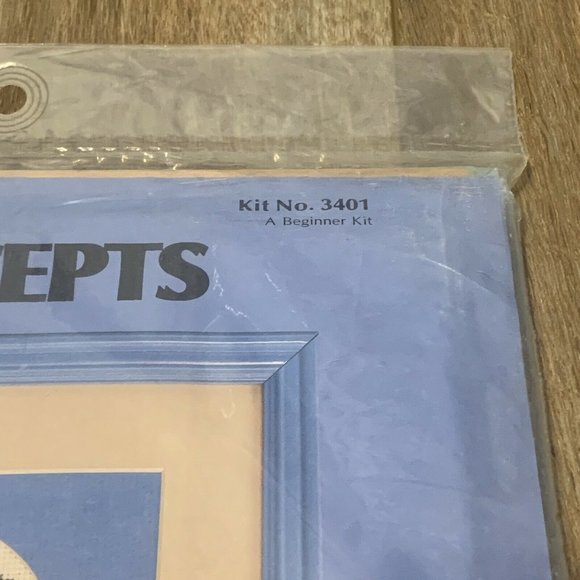 Kit No. 3401
A Beginner Kit
EPTS